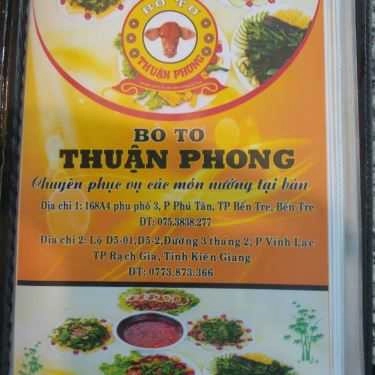 BO TO
THUẬN PHONG
BO TO
THUẬN PHONG
Chuyên phục vụ các món nướng tại bàn
Địa chỉ 1: 168A4 phu phố 3, P Phú Tân, TP Bến Tre, Bến Tre
ĐT: 075.3838.277
Địa chỉ 2: Lô D5-01,D5-2,Đường 3 tháng 2, P Vĩnh Lạc
TP Rạch Giá, Tỉnh Kiên Giang
ĐT: 0773.873.366